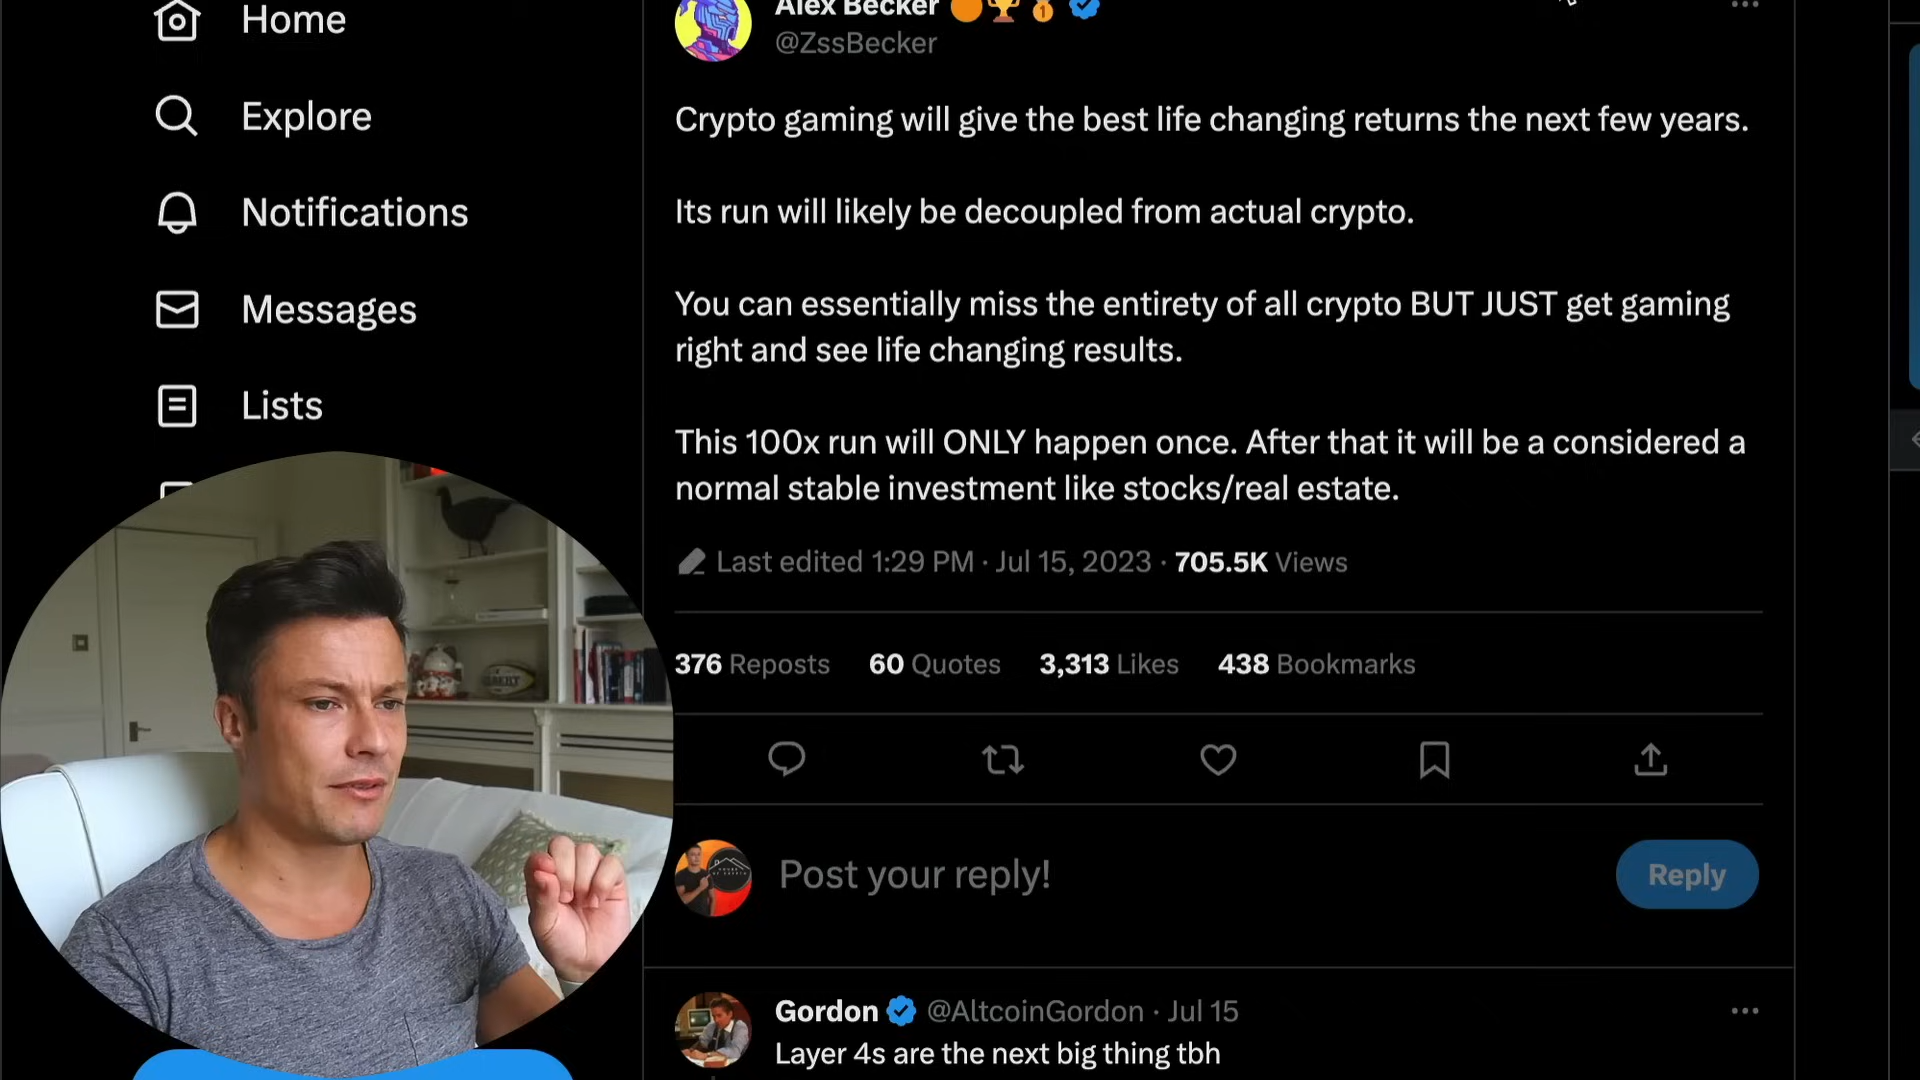 Home
Explore
Notifications
Messages
Lists
Alex Becker
@ZssBecker
Crypto gaming will give the best life changing returns the next few years.
Its run will likely be decoupled from actual crypto.
You can essentially miss the entirety of all crypto BUT JUST get gaming
right and see life changing results.
This 100x run will ONLY happen once. After that it will be a considered a
normal stable investment like stocks/real estate.
Last edited 1:29 PM · Jul 15, 2023 · 705.5K Views
376 Reposts 60 Quotes 3,313 Likes 438 Bookmarks
Post your reply!
Reply
Gordon @AltcoinGordon · Jul 15
Layer 4s are the next big thing tbh